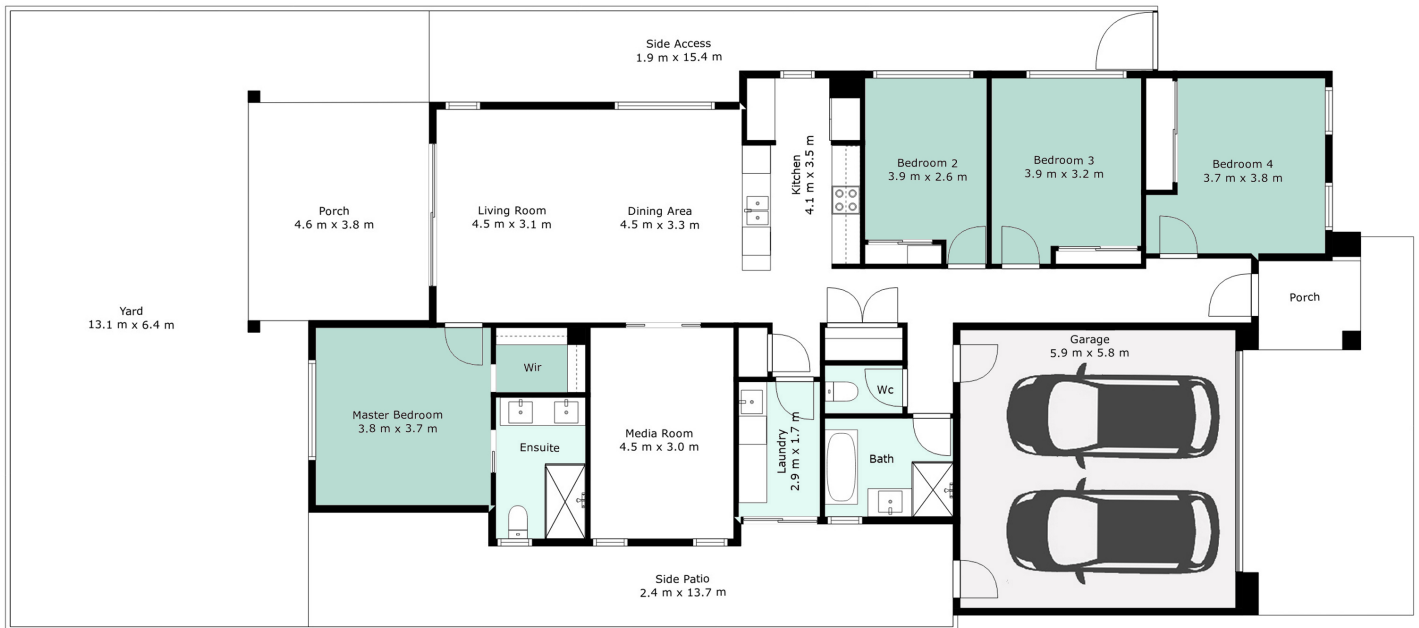 Side Access
1.9 m x 15.4 m
Bedroom 2
3.9 m x 2.6 m
Bedroom 3
3.9 m x 3.2 m
Bedroom 4
3.7 m x 3.8 m
Kitchen
4.1 m x 3.5 m
Porch
4.6 m x 3.8 m
Living Room
4.5 m x 3.1 m
Dining Area
4.5 m x 3.3 m
Yard
13.1 m x 6.4 m
Porch
Garage
5.9 m x 5.8 m
Wir
Wc
Master Bedroom
3.8 m x 3.7 m
Ensuite
Media Room
4.5 m x 3.0 m
Laundry
2.9 m x 1.7 m
Bath
Side Patio
2.4 m x 13.7 m